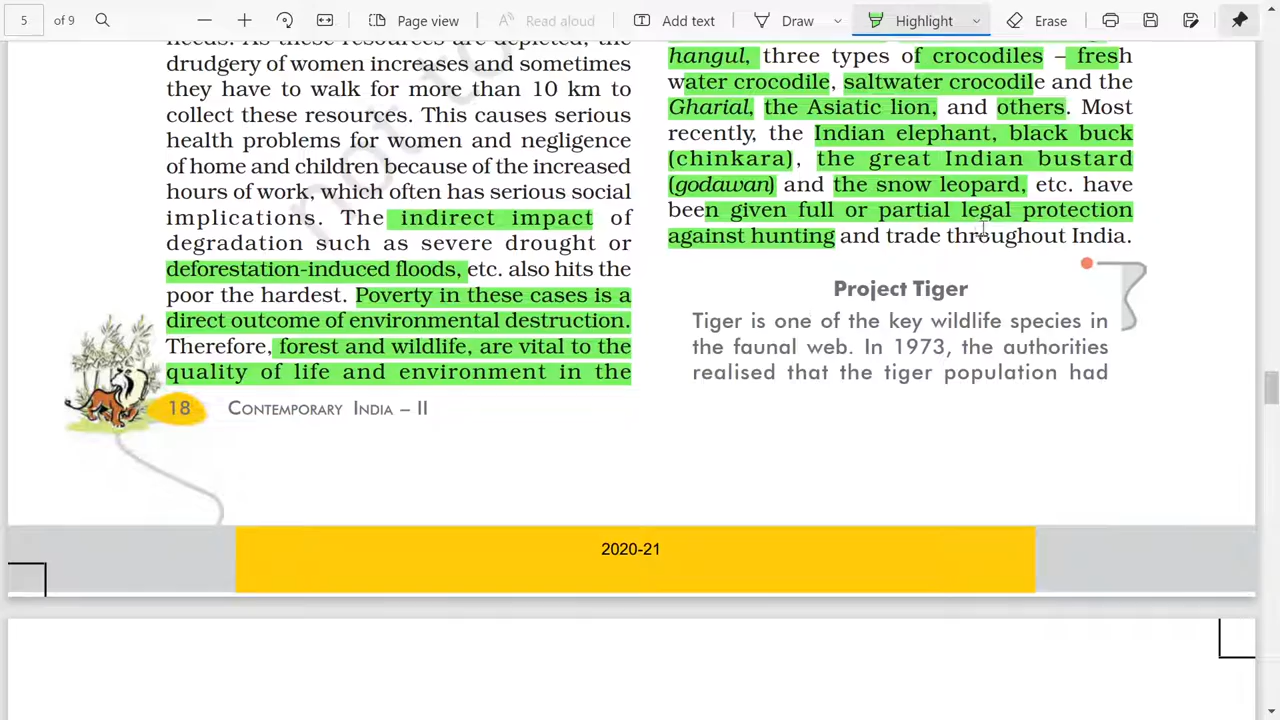 5 of 9 Page view Read aloud Add text Draw Highlight Erase
drudgery of women increases and sometimes
they have to walk for more than 10 km to
collect these resources. This causes serious
health problems for women and negligence
of home and children because of the increased
hours of work, which often has serious social
implications. The indirect impact of
degradation such as severe drought or
deforestation-induced floods, etc. also hits the
poor the hardest. Poverty in these cases is a
direct outcome of environmental destruction.
Therefore, forest and wildlife, are vital to the
quality of life and environment in the
18 CONTEMPORARY INDIA – II
hangul, three types of crocodiles – fresh
water crocodile, saltwater crocodile and the
Gharial, the Asiatic lion, and others. Most
recently, the Indian elephant, black buck
(chinkara), the great Indian bustard
(godawan) and the snow leopard, etc. have
been given full or partial legal protection
against hunting and trade throughout India.
Project Tiger
Tiger is one of the key wildlife species in
the faunal web. In 1973, the authorities
realised that the tiger population had
2020-21